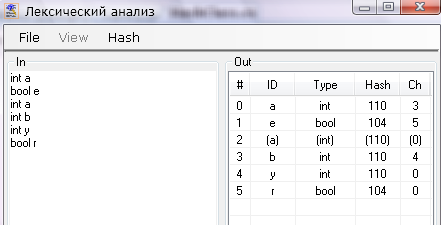 Лексический анализ
File View Hash
In
int a
bool e
int a
int b
int y
bool r
Out
# ID Type Hash Ch
0 a int 110 3
1 e bool 104 5
2 (a) (int) (110) (0)
3 b int 110 4
4 y int 110 0
5 r bool 104 0